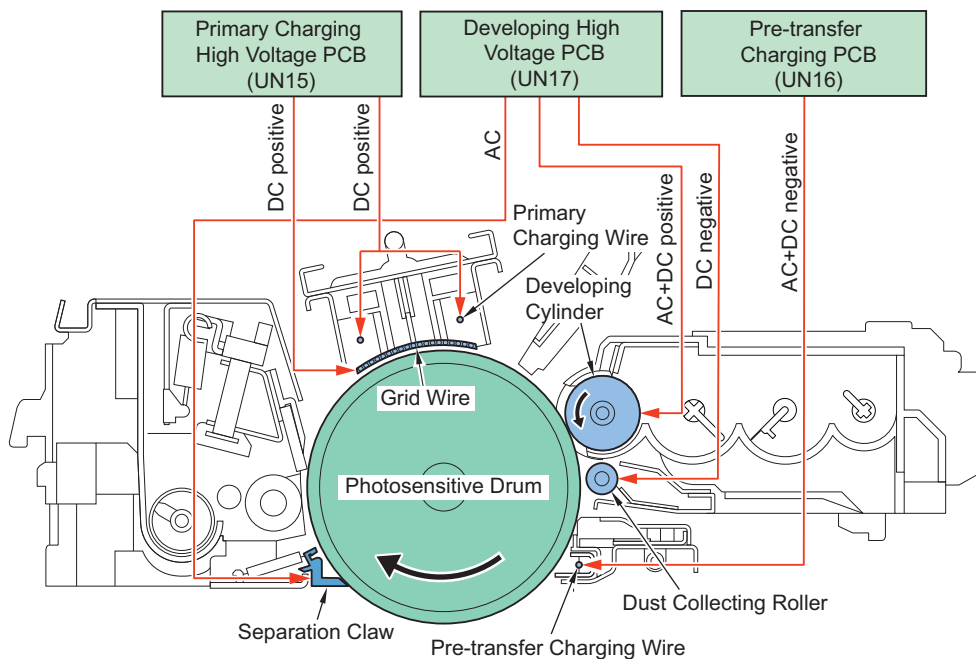 Primary Charging
High Voltage PCB
(UN15)
Developing High
Voltage PCB
(UN17)
Pre-transfer
Charging PCB
(UN16)
DC positive
DC positive
AC
AC+DC positive
DC negative
AC+DC negative
Primary
Charging Wire
Developing
Cylinder
Grid Wire
Photosensitive Drum
Dust Collecting Roller
Separation Claw
Pre-transfer Charging Wire